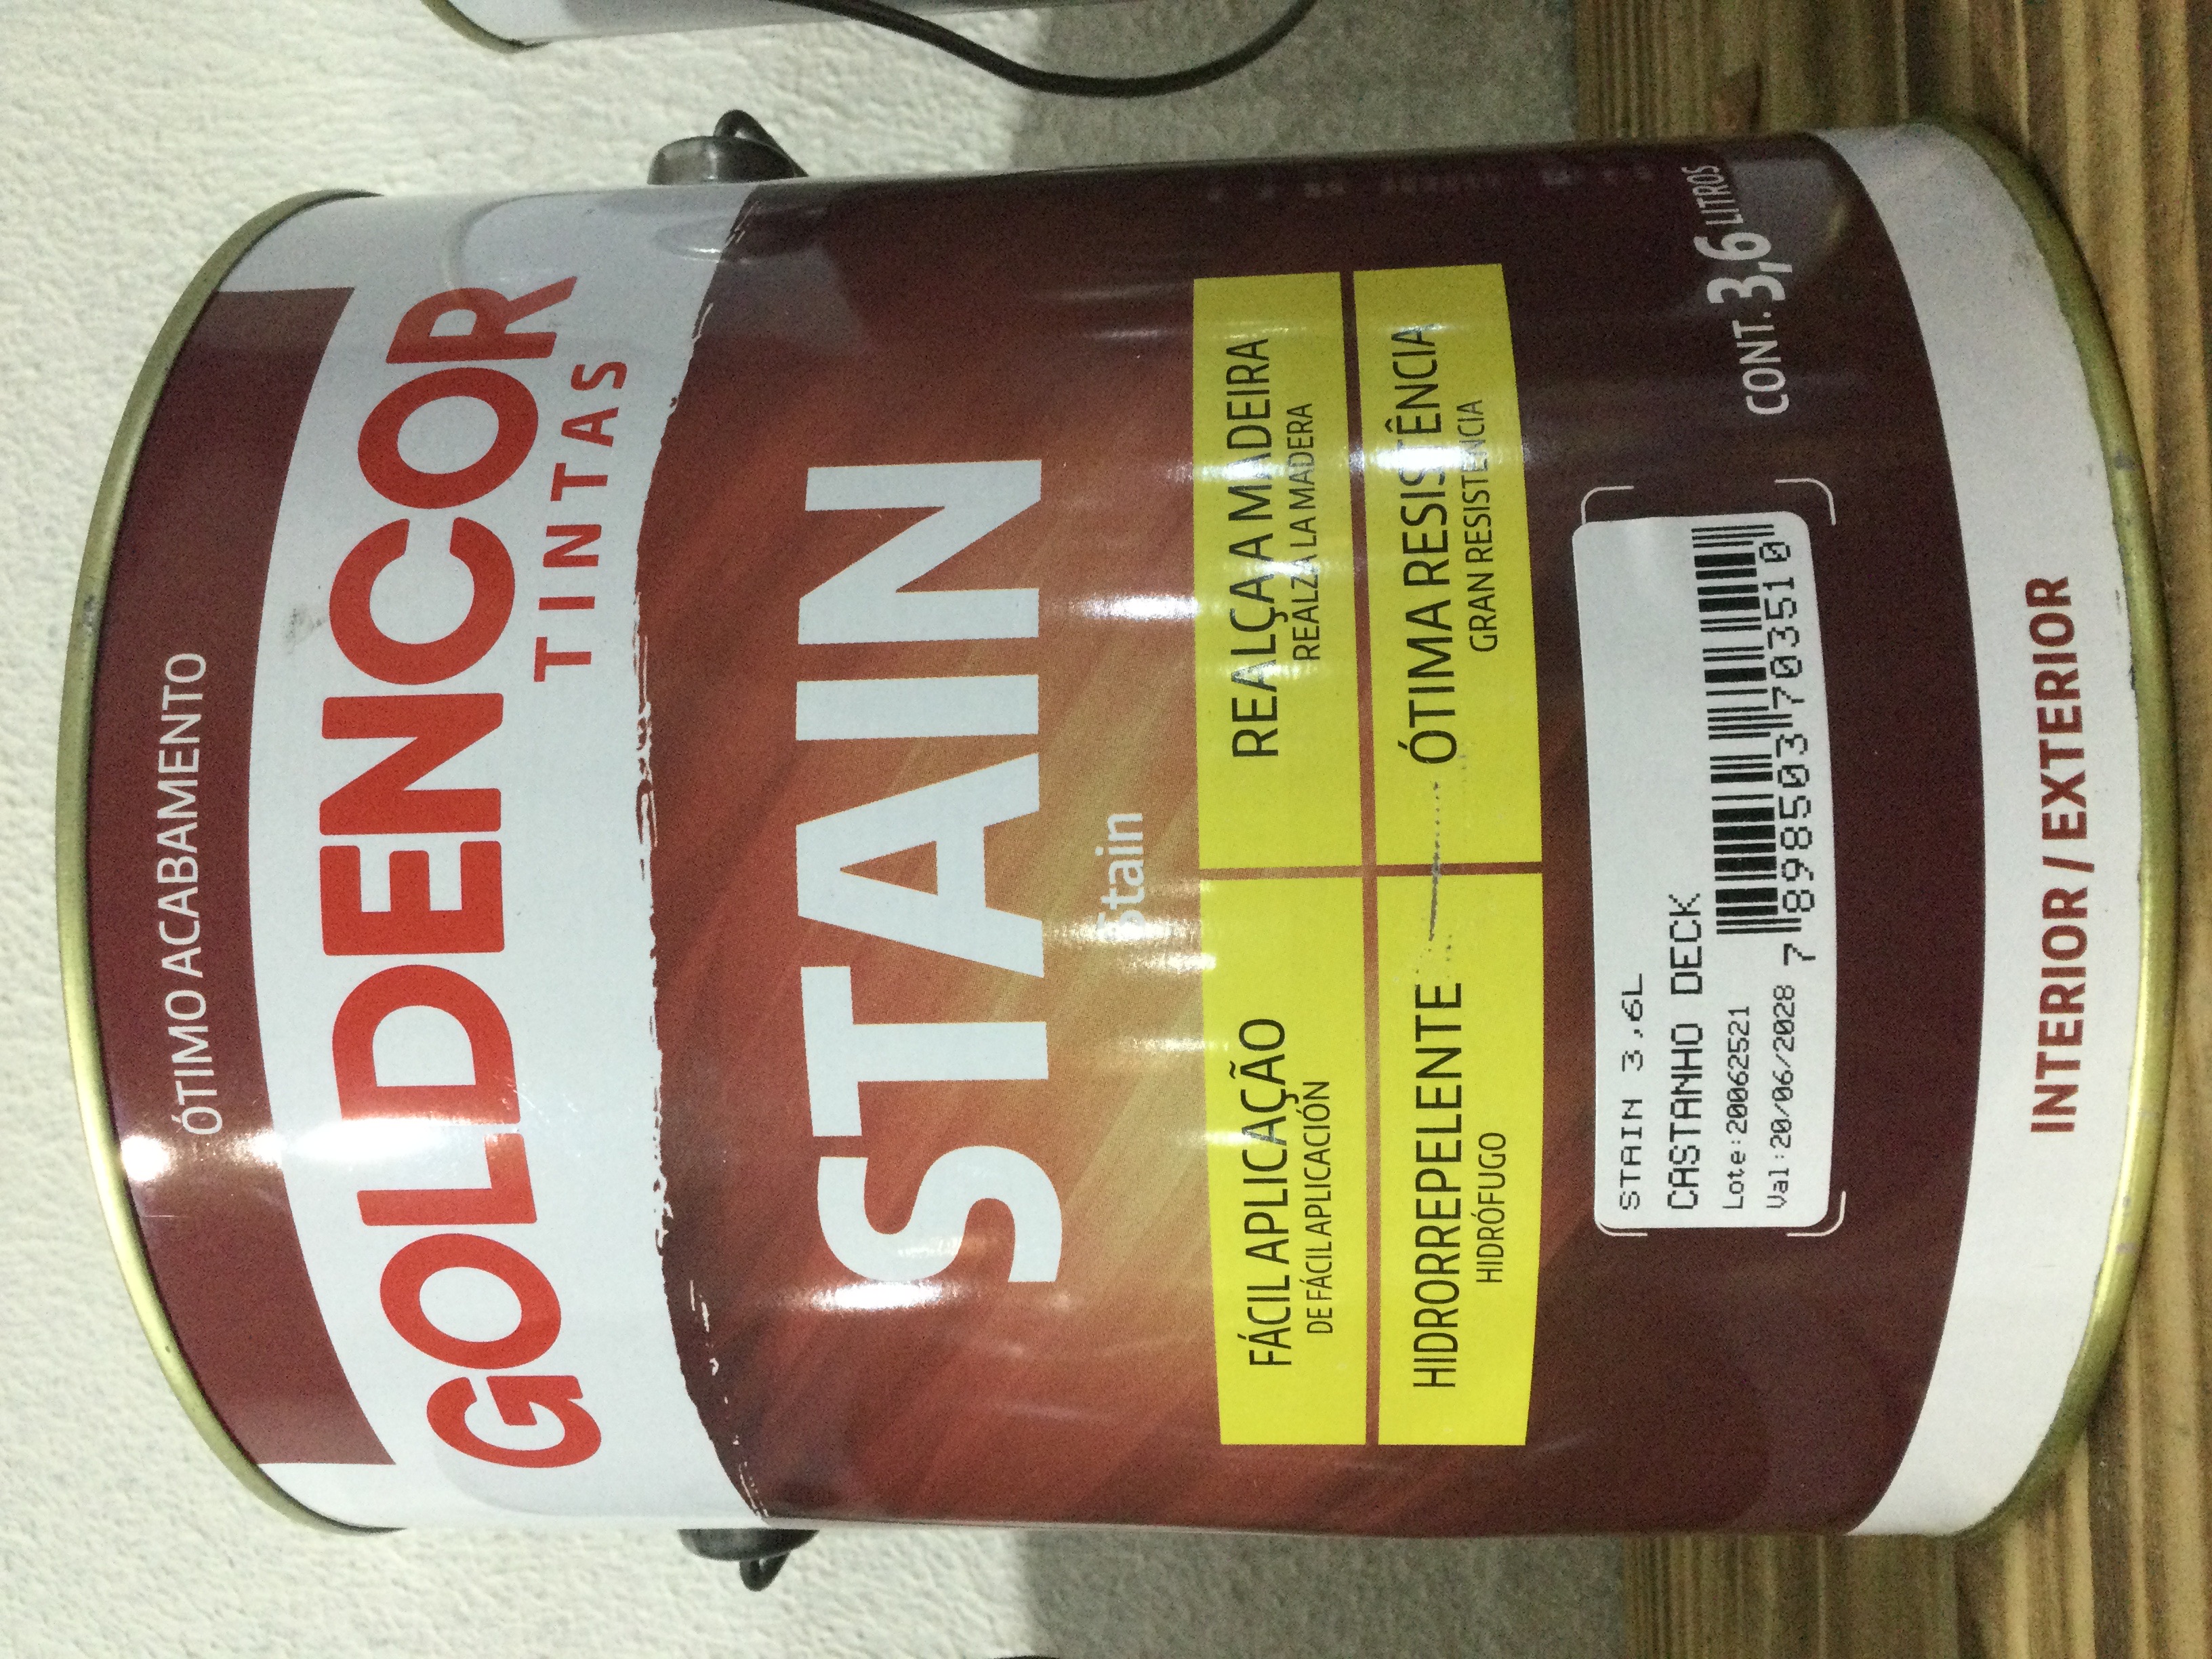 ÓTIMO ACABAMENTO
GOLDENCOR
TINTAS
STAIN
Stain
FÁCIL APLICAÇÃO
DE FÁCIL APLICACIÓN
REALÇA A MADEIRA
REALZA LA MADERA
HIDRORREPELENTE
HIDRÓFUGO
ÓTIMA RESISTÊNCIA
GRAN RESISTENCIA
STAIN 3,6L
CASTANHO DECK
Lote:20062521
Val:20/06/2028
7 898503 703510
CONT. 3,6 LITROS
INTERIOR / EXTERIOR